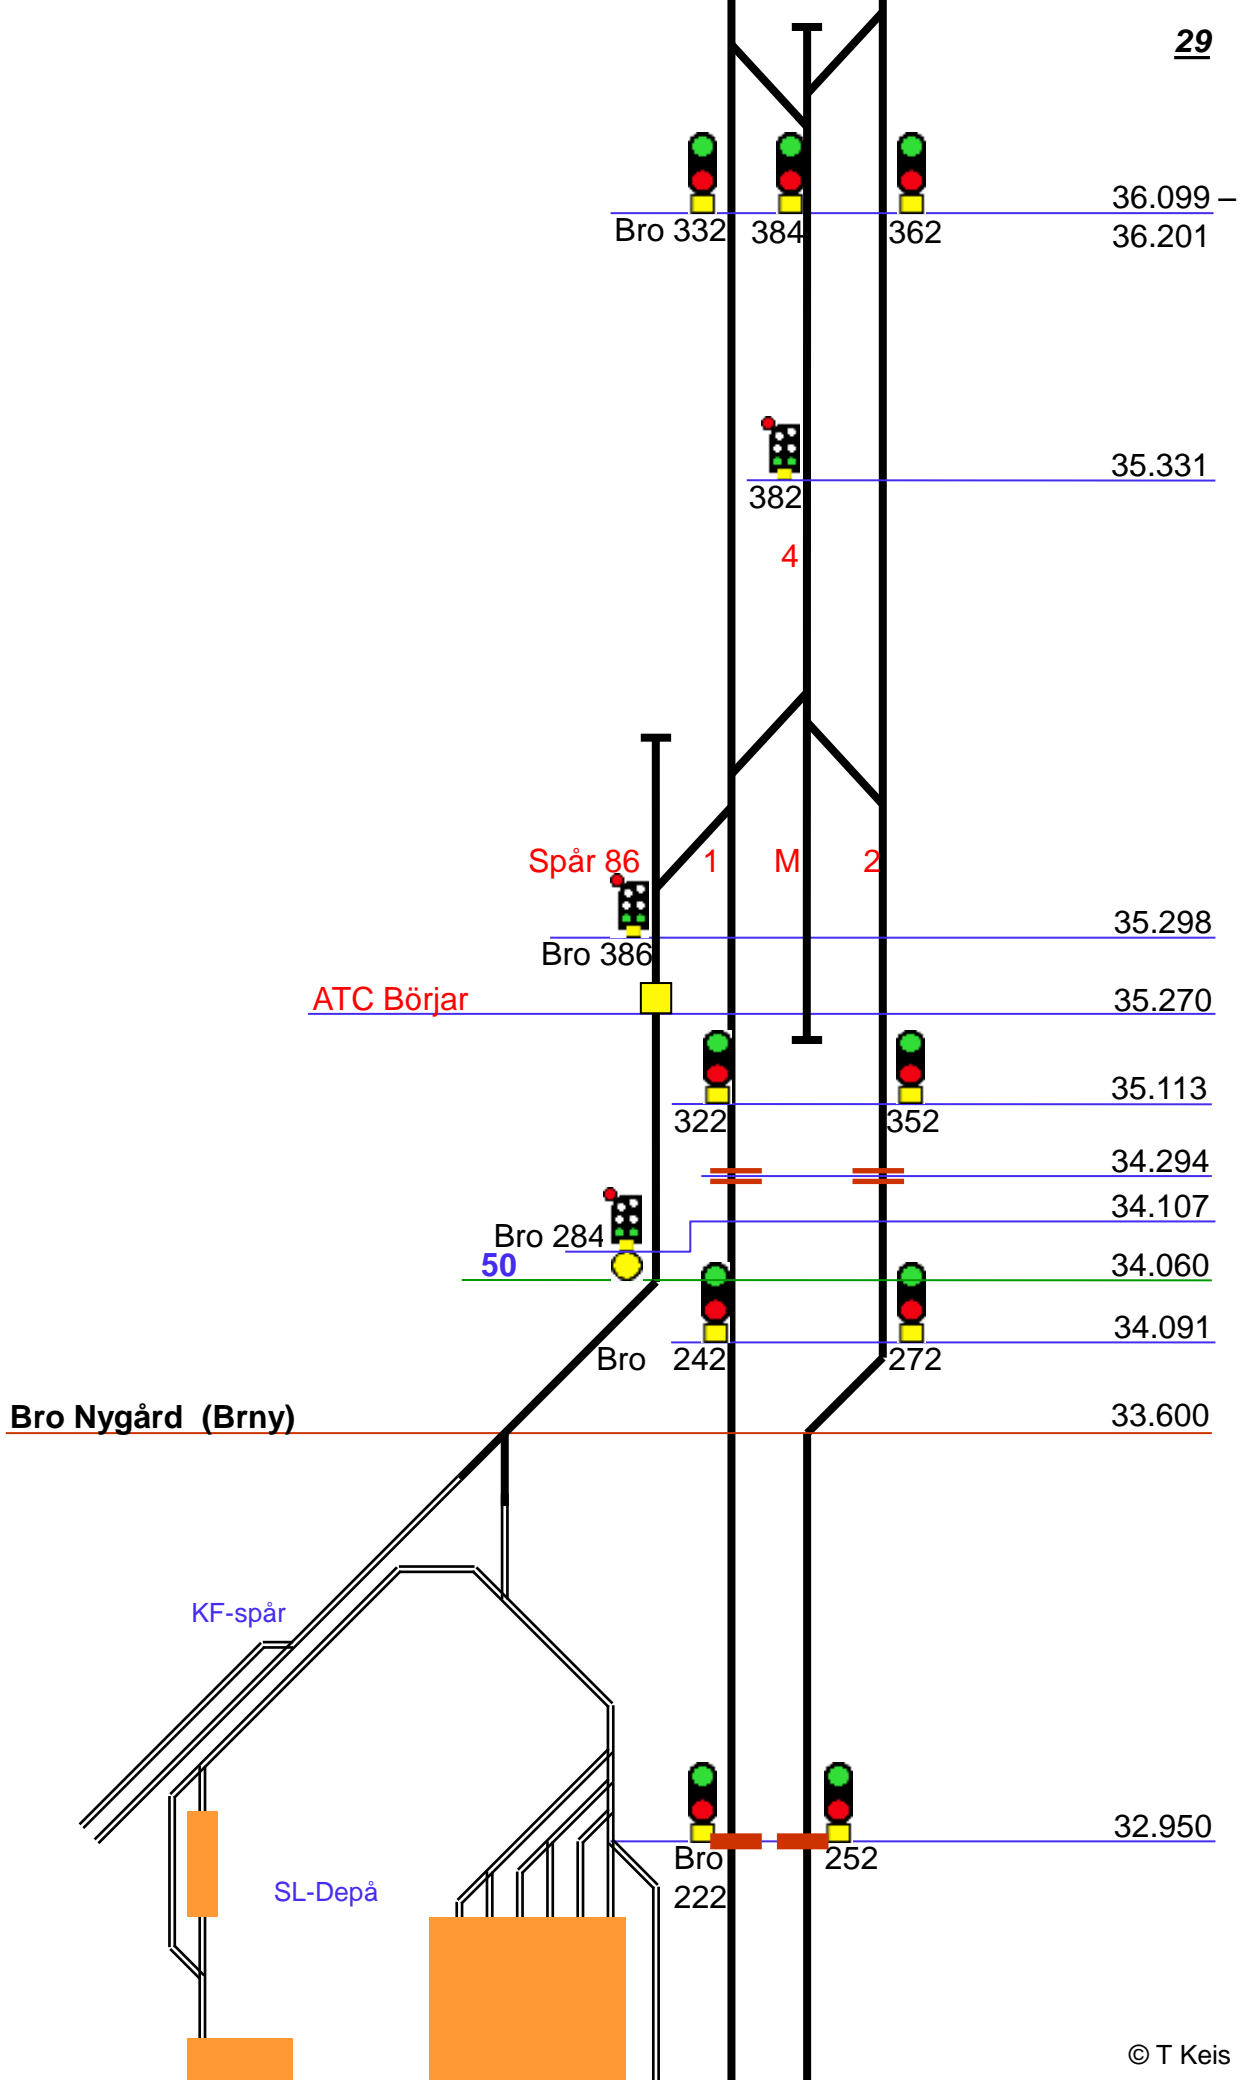 29
36.099 –
Bro 332 384 362 36.201
35.331
382
4
Spår 86 1 M 2
35.298
Bro 386
ATC Börjar 35.270
35.113
322 352
34.294
34.107
Bro 284
50 34.060
34.091
Bro 242 272
Bro Nygård (Brny) 33.600
KF-spår
32.950
Bro 252
222
SL-Depå
© T Keis